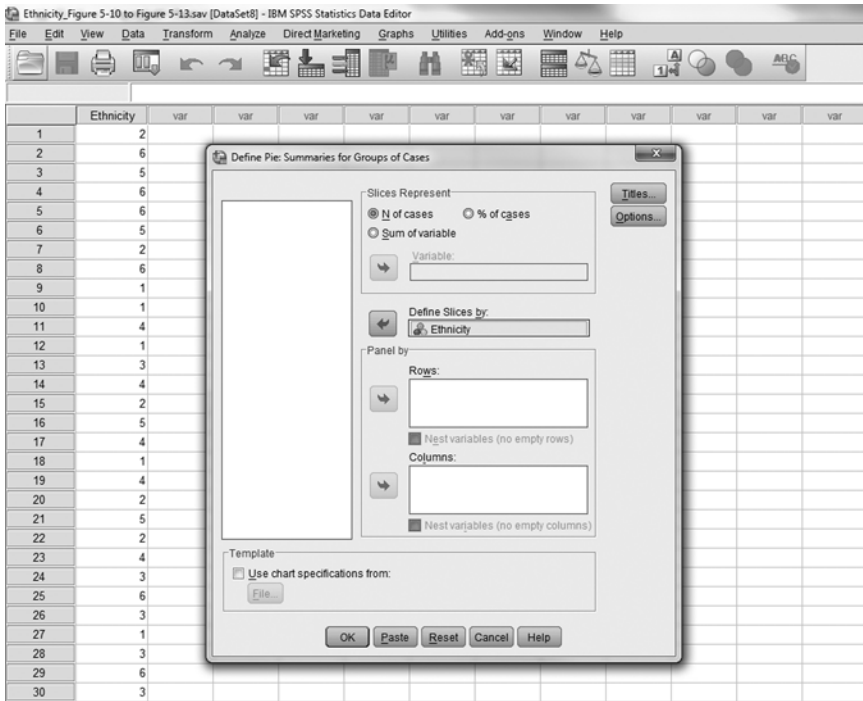 Ethnicity_Figure 5-10 to Figure 5-13.sav [DataSet8] - IBM SPSS Statistics Data Editor
File Edit View Data Transform Analyze Direct Marketing Graphs Utilities Add-ons Window Help
Ethnicity var var var var var var var var var var var
1 2
2 6
3 5
4 6
5 6
6 5
7 2
8 6
9 1
10 1
11 4
12 1
13 3
14 4
15 2
16 5
17 4
18 1
19 4
20 2
21 5
22 2
23 4
24 3
25 6
26 3
27 1
28 3
29 6
30 3
Define Pie: Summaries for Groups of Cases
Slices Represent
N of cases % of cases
Sum of variable
Variable:
Titles...
Options...
Define Slices by:
Ethnicity
Panel by
Rows:
Nest variables (no empty rows)
Columns:
Nest variables (no empty columns)
Template
Use chart specifications from:
File...
OK Paste Reset Cancel Help